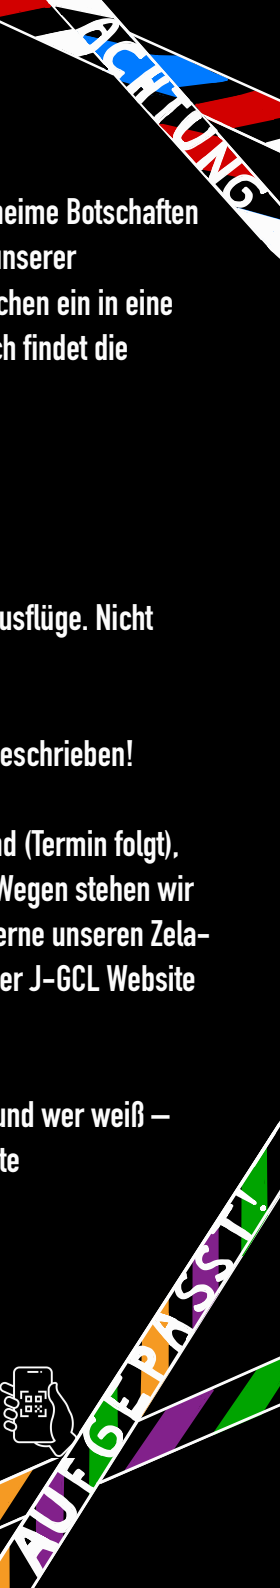 ACHTUNG
heime Botschaften
unserer
chen ein in eine
ch findet die
usflüge. Nicht
eschrieben!
nd (Termin folgt),
Wegen stehen wir
erne unseren Zela-
er J-GCL Website
und wer weiß –
te
AUFGEPASST!